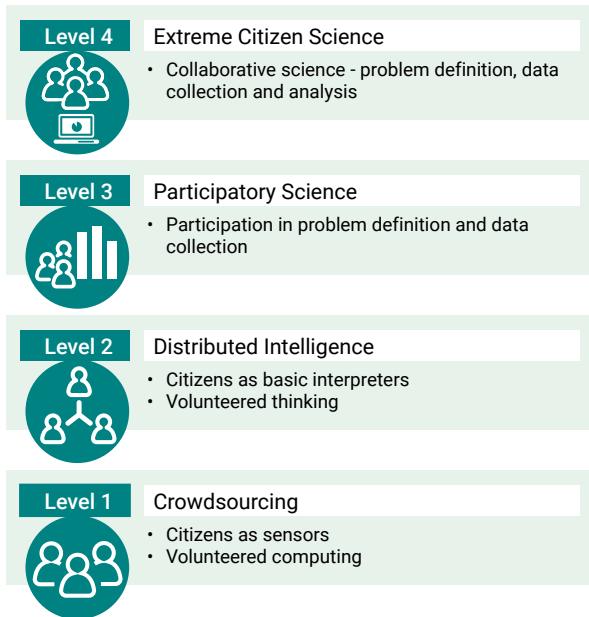 Level 4
Extreme Citizen Science
• Collaborative science - problem definition, data
collection and analysis
Level 3
Participatory Science
• Participation in problem definition and data
collection
Level 2
Distributed Intelligence
• Citizens as basic interpreters
• Volunteered thinking
Level 1
Crowdsourcing
• Citizens as sensors
• Volunteered computing